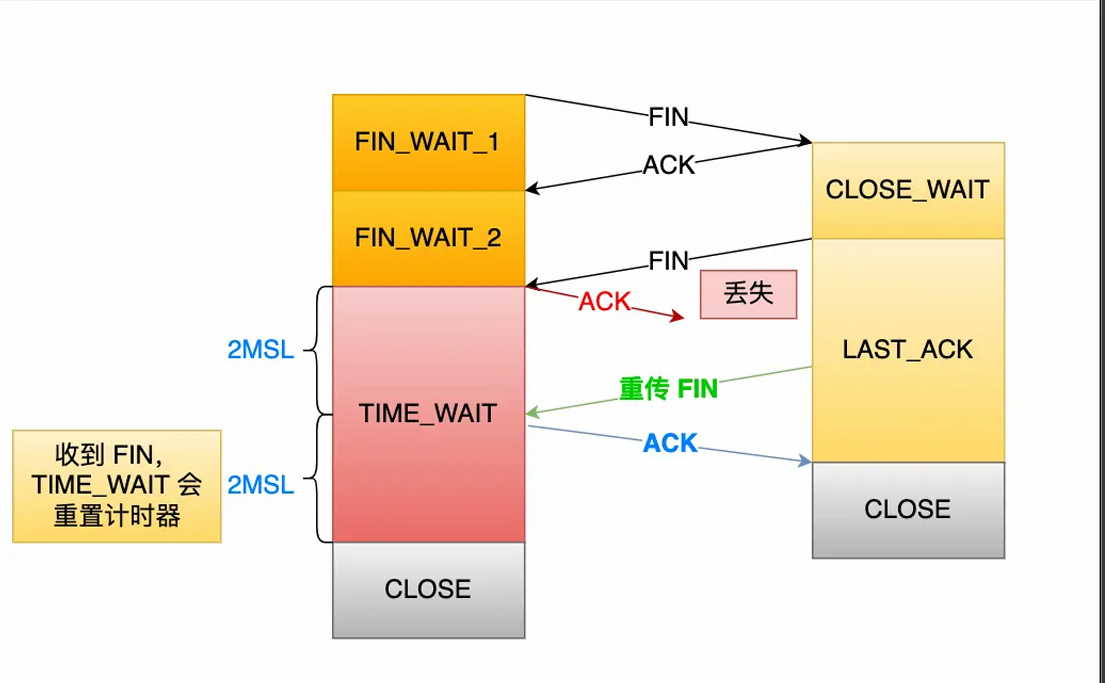 FIN
FIN_WAIT_1
ACK
CLOSE_WAIT
FIN_WAIT_2
FIN
丢失
ACK
2MSL
LAST_ACK
重传 FIN
TIME_WAIT
ACK
收到 FIN,
TIME_WAIT 会
重置计时器
2MSL
CLOSE
CLOSE